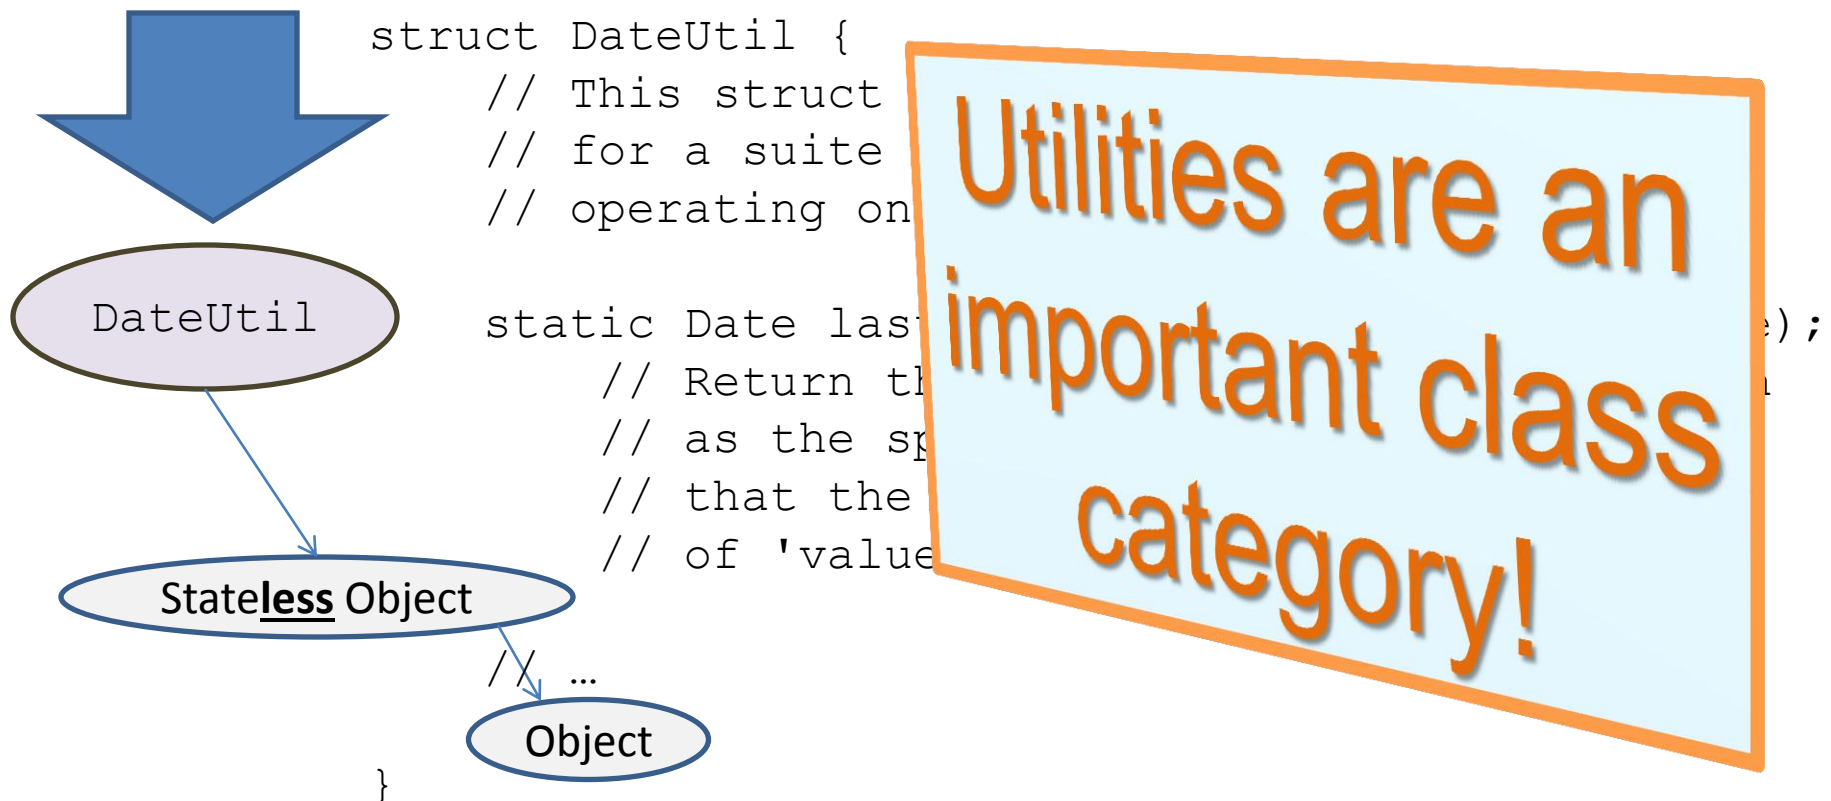 struct DateUtil {
// This struct
// for a suite
// operating on
DateUtil
static Date las
e);
// Return th
// as the sp
// that the
// of 'value
// …
}
Stateless Object
Object
Utilities are an
important class
category!